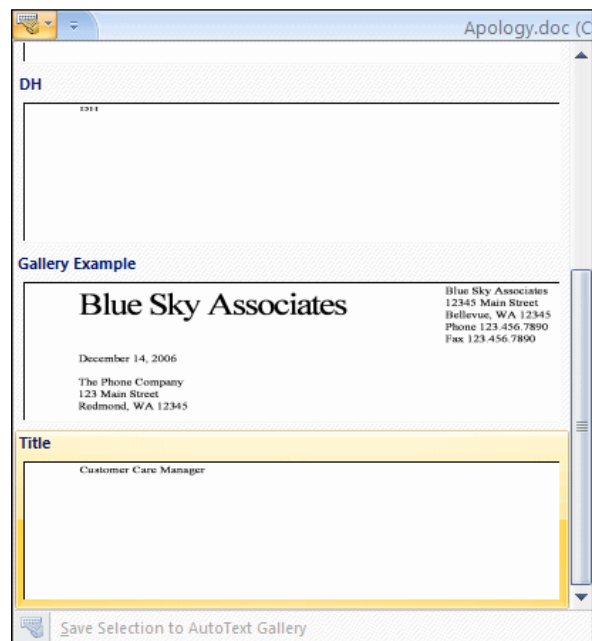 Apology.doc (C
DH
DH
Gallery Example
Blue Sky Associates
Blue Sky Associates
12345 Main Street
Bellevue, WA 12345
Phone 123.456.7890
Fax 123.456.7890
December 14, 2006
The Phone Company
123 Main Street
Redmond, WA 12345
Title
Customer Care Manager
Save Selection to AutoText Gallery